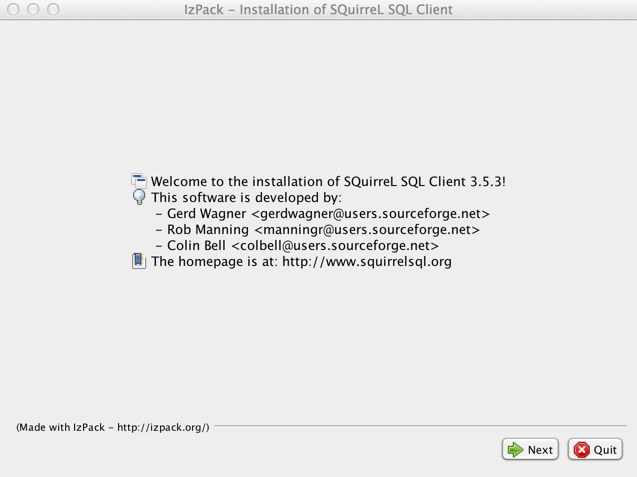 IzPack - Installation of SQuirreL SQL Client
Welcome to the installation of SQuirreL SQL Client 3.5.3!
This software is developed by:
- Gerd Wagner <gerdwagner@users.sourceforge.net>
- Rob Manning <manningr@users.sourceforge.net>
- Colin Bell <colbell@users.sourceforge.net>
The homepage is at: http://www.squirrelsql.org
(Made with IzPack - http://izpack.org/)
Next
Quit